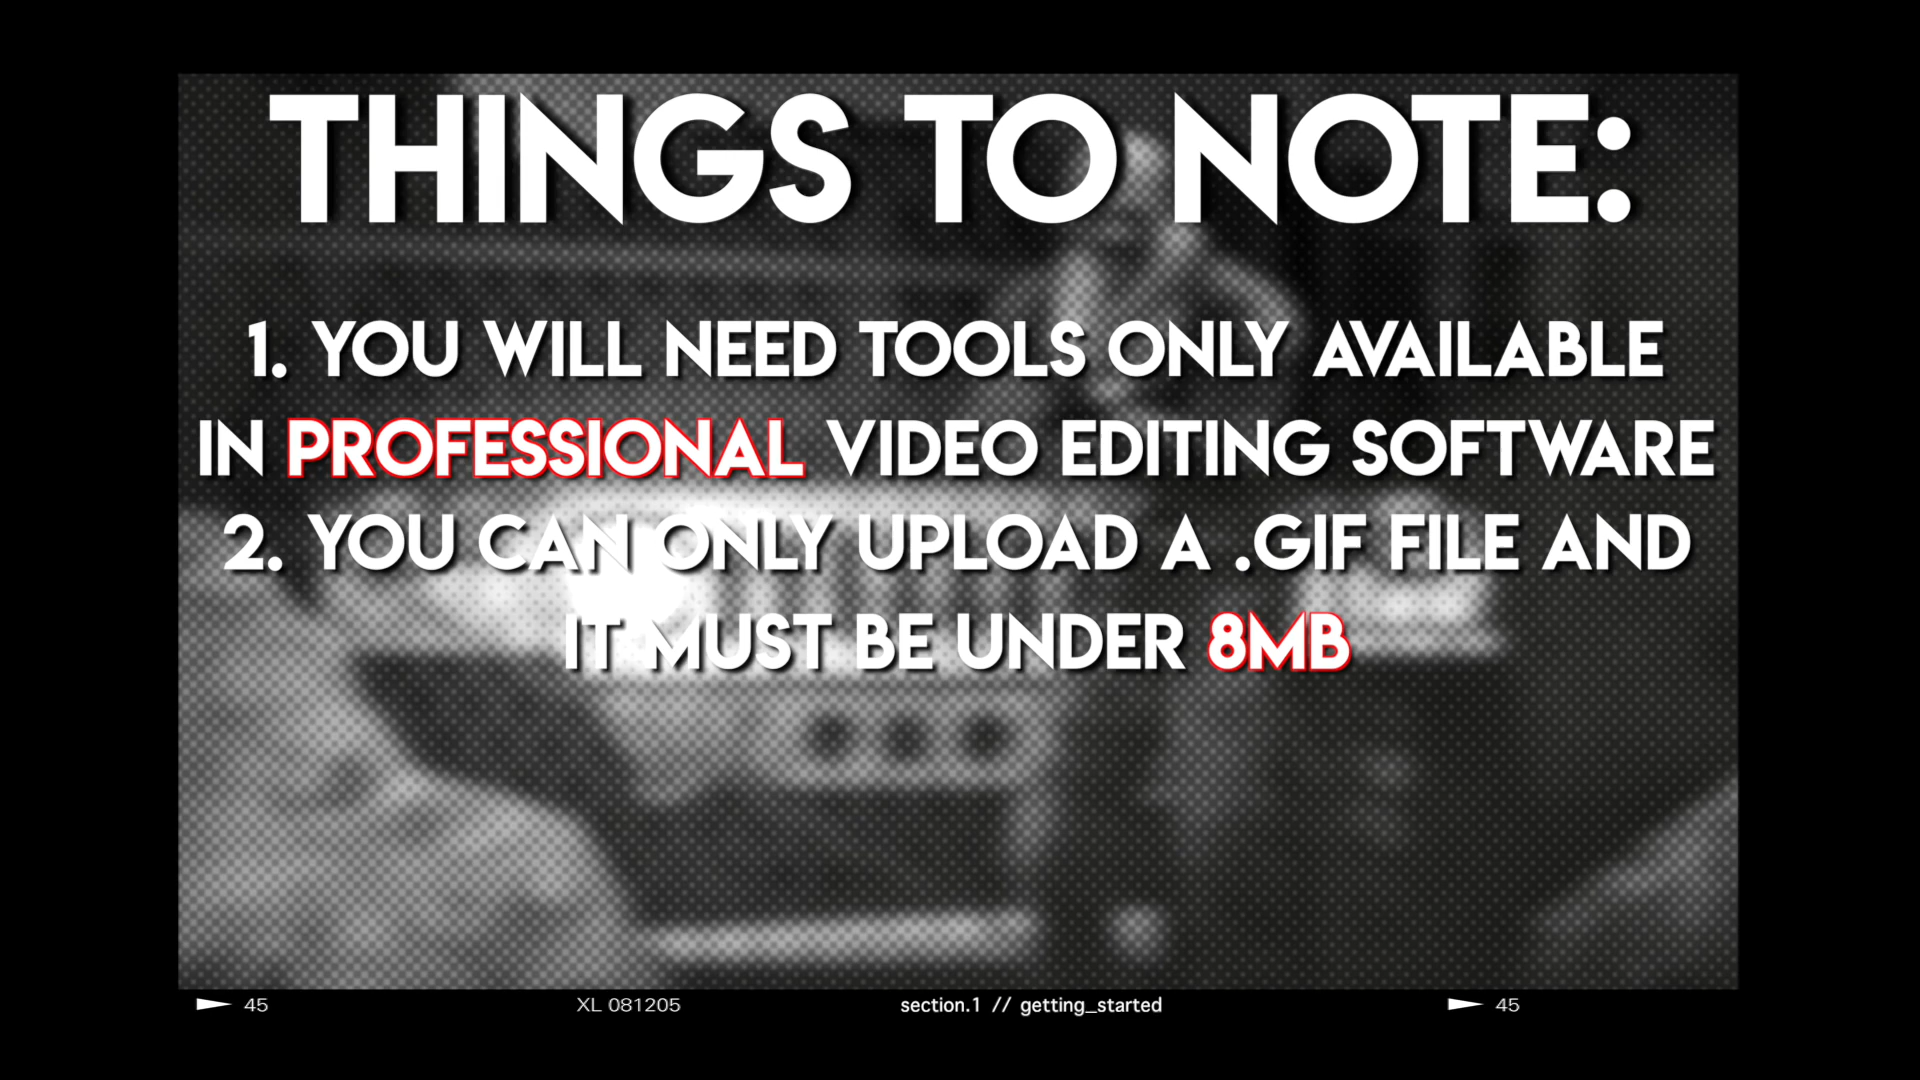 THINGS TO NOTE:
1. YOU WILL NEED TOOLS ONLY AVAILABLE
IN PROFESSIONAL VIDEO EDITING SOFTWARE
2. YOU CAN ONLY UPLOAD A .GIF FILE AND
IT MUST BE UNDER 8MB
45 XL 081205 section.1 // getting_started 45